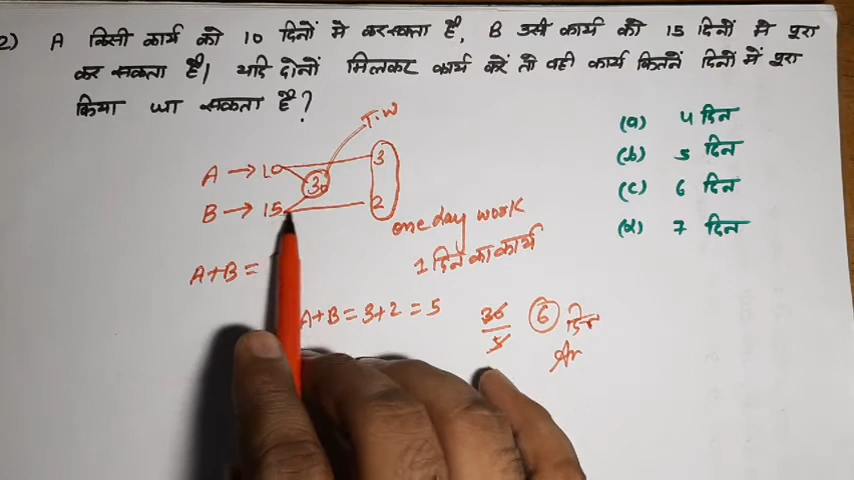 2) A किसी कार्य को 10 दिनों मे कर सकता है, B उसी कार्य को 15 दिनों मे पूरा
कर सकता है। यदि दोनों मिलकर कार्य करें तो वही कार्य कितनें दिनों में पूरा
किया जा सकता है?
(a) 4 दिन
(b) 5 दिन
(c) 6 दिन
(d) 7 दिन
T.W
A → 10 3
30
B → 15 2
one day work
1 दिन का कार्य
A+B =
A+B = 3+2 = 5
30/5 6 दिन
An